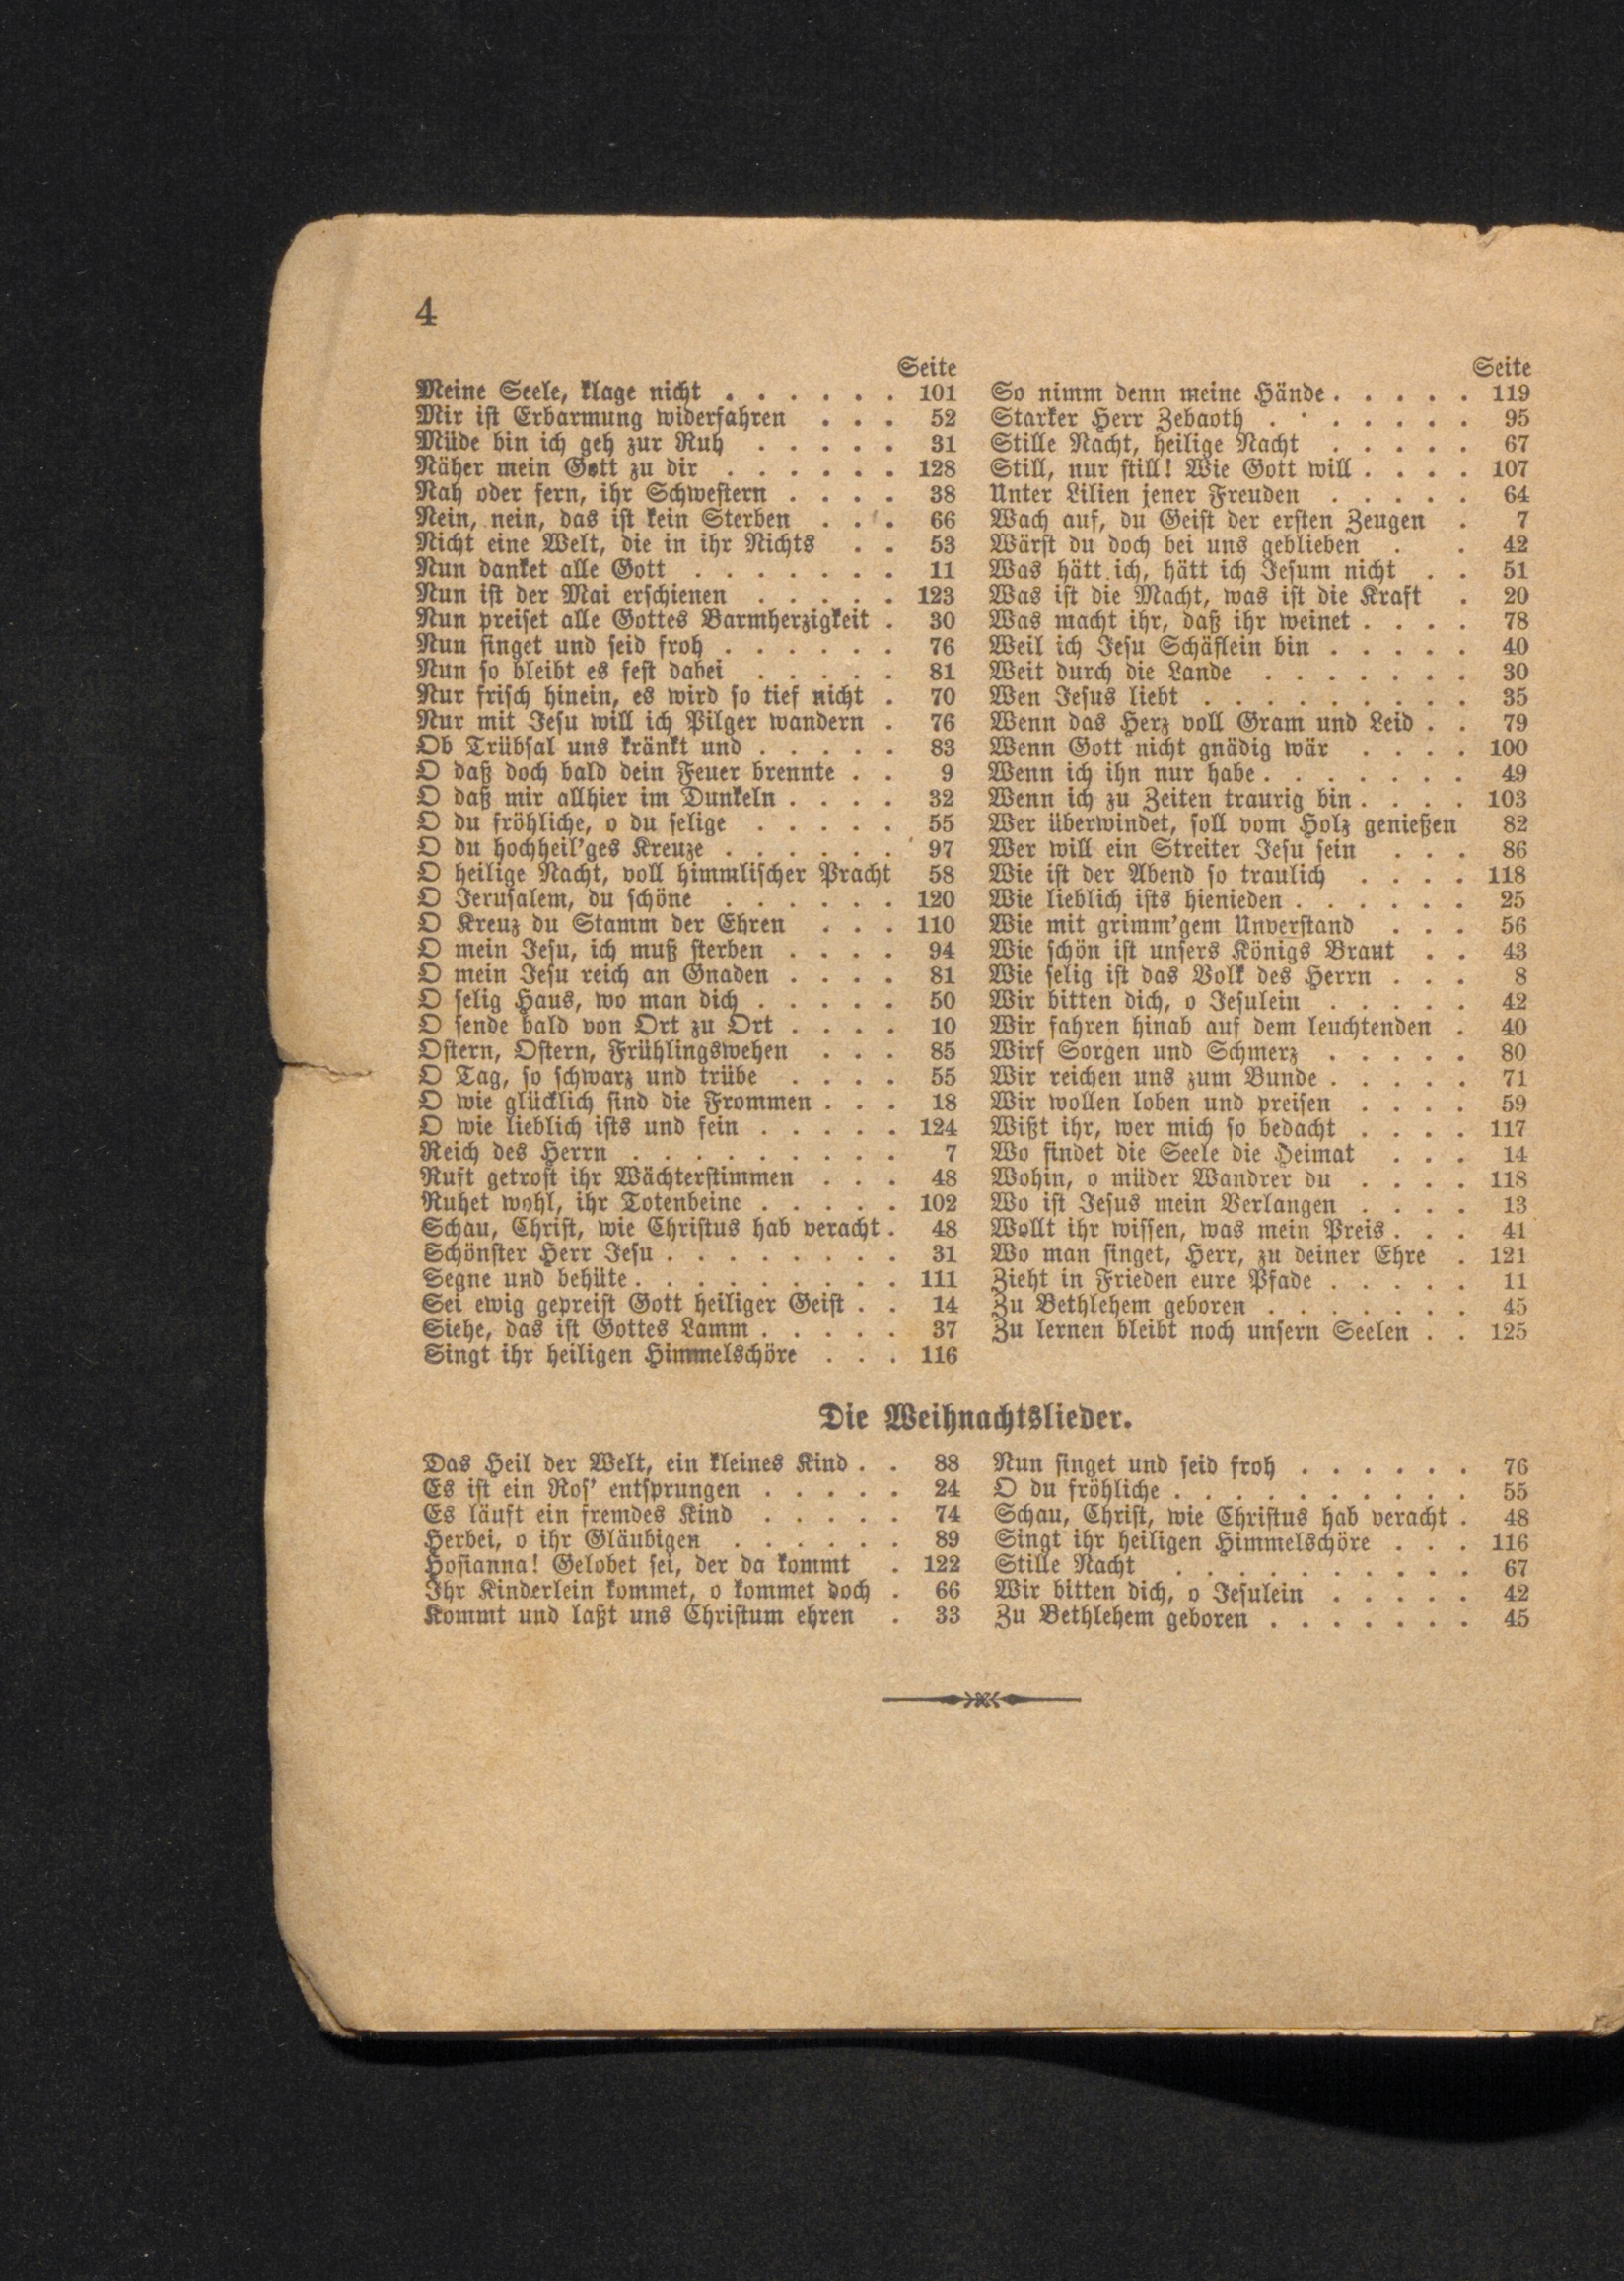 4
Seite
Meine Seele, klage nicht . . . . . . 101
Mir ist Erbarmung widerfahren . . . 52
Müde bin ich geh zur Ruh . . . . . 31
Näher mein Gott zu dir . . . . . . 128
Nah oder fern, ihr Schwestern . . . . 38
Nein, nein, das ist kein Sterben . . . 66
Nicht eine Welt, die in ihr Nichts . . 53
Nun danket alle Gott . . . . . . . 11
Nun ist der Mai erschienen . . . . . 123
Nun preiset alle Gottes Barmherzigkeit . 30
Nun singet und seid froh . . . . . . 76
Nun so bleibt es fest dabei . . . . . 81
Nur frisch hinein, es wird so tief nicht . 70
Nur mit Jesu will ich Pilger wandern . 76
Ob Trübsal uns kränkt und . . . . . 83
O daß doch bald dein Feuer brennte . . 9
O daß mir allhier im Dunkeln . . . . 32
O du fröhliche, o du selige . . . . . 55
O du hochheil'ges Kreuze . . . . . . 97
O heilige Nacht, voll himmlischer Pracht 58
O Jerusalem, du schöne . . . . . . 120
O Kreuz du Stamm der Ehren . . . 110
O mein Jesu, ich muß sterben . . . . 94
O mein Jesu reich an Gnaden . . . . 81
O selig Haus, wo man dich . . . . . 50
O sende bald von Ort zu Ort . . . . 10
Ostern, Ostern, Frühlingswehen . . . 85
O Tag, so schwarz und trübe . . . . 55
O wie glücklich sind die Frommen . . . 18
O wie lieblich ists und fein . . . . . 124
Reich des Herrn . . . . . . . . . 7
Ruft getrost ihr Wächterstimmen . . . 48
Ruhet wohl, ihr Totenbeine . . . . . 102
Schau, Christ, wie Christus hab veracht . 48
Schönster Herr Jesu . . . . . . . . 31
Segne und behüte . . . . . . . . . 111
Sei ewig gepreist Gott heiliger Geist . . 14
Siehe, das ist Gottes Lamm . . . . . 37
Singt ihr heiligen Himmelschöre . . . 116
Seite
So nimm denn meine Hände . . . . . 119
Starker Herr Zebaoth . . . . . . . 95
Stille Nacht, heilige Nacht . . . . . 67
Still, nur still! Wie Gott will . . . . 107
Unter Lilien jener Freuden . . . . . 64
Wach auf, du Geist der ersten Zeugen . 7
Wärst du doch bei uns geblieben . . 42
Was hätt ich, hätt ich Jesum nicht . . 51
Was ist die Macht, was ist die Kraft . 20
Was macht ihr, daß ihr weinet . . . . 78
Weil ich Jesu Schäflein bin . . . . . 40
Weit durch die Lande . . . . . . . 30
Wen Jesus liebt . . . . . . . . . 35
Wenn das Herz voll Gram und Leid . . 79
Wenn Gott nicht gnädig wär . . . . 100
Wenn ich ihn nur habe . . . . . . . 49
Wenn ich zu Zeiten traurig bin . . . . 103
Wer überwindet, soll vom Holz genießen 82
Wer will ein Streiter Jesu sein . . . 86
Wie ist der Abend so traulich . . . . 118
Wie lieblich ists hienieden . . . . . . 25
Wie mit grimm'gem Unverstand . . . 56
Wie schön ist unsers Königs Braut . . 43
Wie selig ist das Volk des Herrn . . . 8
Wir bitten dich, o Jesulein . . . . . 42
Wir fahren hinab auf dem leuchtenden . 40
Wirf Sorgen und Schmerz . . . . . 80
Wir reichen uns zum Bunde . . . . . 71
Wir wollen loben und preisen . . . . 59
Wißt ihr, wer mich so bedacht . . . . 117
Wo findet die Seele die Heimat . . . 14
Wohin, o müder Wandrer du . . . . 118
Wo ist Jesus mein Verlangen . . . . 13
Wollt ihr wissen, was mein Preis . . . 41
Wo man singet, Herr, zu deiner Ehre . 121
Zieht in Frieden eure Pfade . . . . . 11
Zu Bethlehem geboren . . . . . . . 45
Zu lernen bleibt noch unsern Seelen . . 125
Die Weihnachtslieder.
Das Heil der Welt, ein kleines Kind . . 88
Es ist ein Ros' entsprungen . . . . . 24
Es läuft ein fremdes Kind . . . . . 74
Herbei, o ihr Gläubigen . . . . . . 89
Hosianna! Gelobet sei, der da kommt . 122
Ihr Kinderlein kommet, o kommet doch . 66
Kommt und laßt uns Christum ehren . 33
Nun singet und seid froh . . . . . . 76
O du fröhliche . . . . . . . . . . 55
Schau, Christ, wie Christus hab veracht . 48
Singt ihr heiligen Himmelschöre . . . 116
Stille Nacht . . . . . . . . . . 67
Wir bitten dich, o Jesulein . . . . . 42
Zu Bethlehem geboren . . . . . . . 45